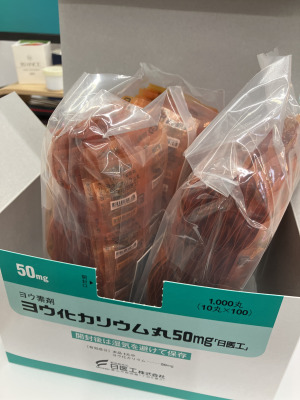 50mg
ヨウ素剤
ヨウ化カリウム丸50mg「日医工」
1,000丸
(10丸×100)
開封後は湿気を避けて保存
日医工株式会社